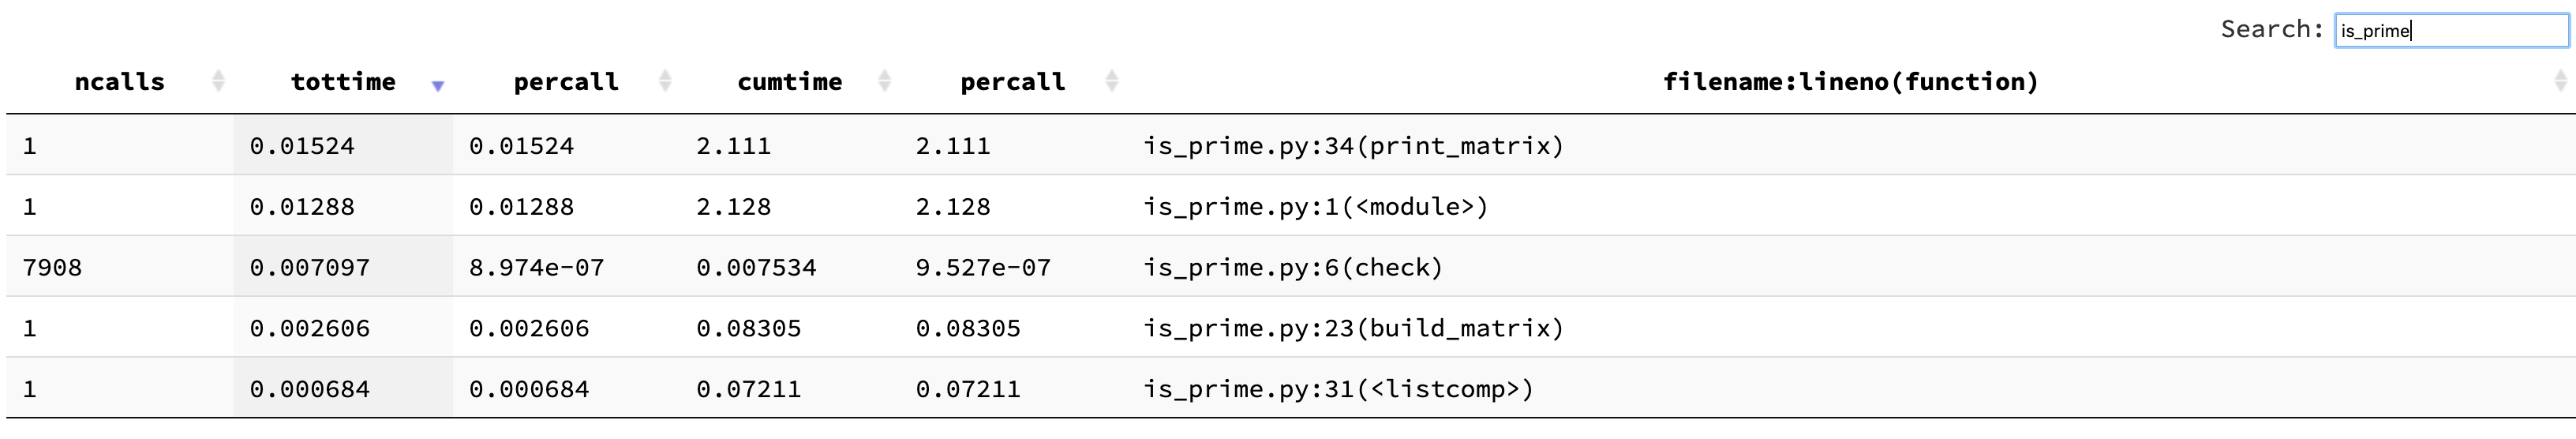 Search: is_prime
ncalls tottime percall cumtime percall filename:lineno(function)
1 0.01524 0.01524 2.111 2.111 is_prime.py:34(print_matrix)
1 0.01288 0.01288 2.128 2.128 is_prime.py:1(<module>)
7908 0.007097 8.974e-07 0.007534 9.527e-07 is_prime.py:6(check)
1 0.002606 0.002606 0.08305 0.08305 is_prime.py:23(build_matrix)
1 0.000684 0.000684 0.07211 0.07211 is_prime.py:31(<listcomp>)